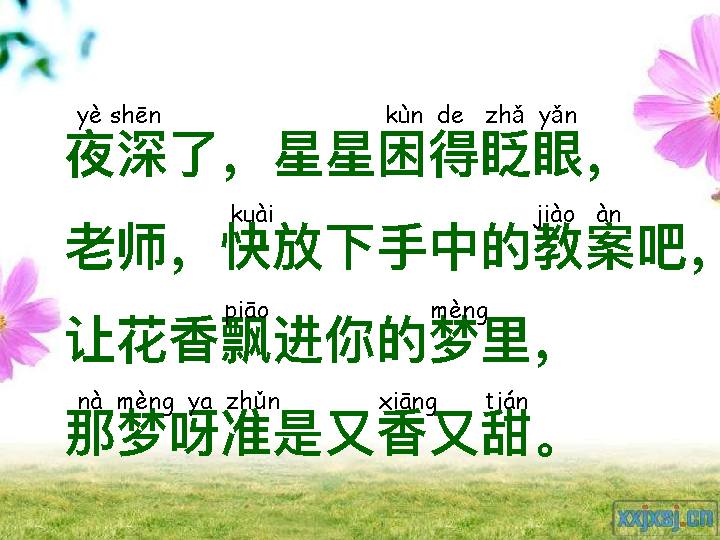 yè shēn kùn de zhǎ yǎn
夜深了，星星困得眨眼，
kuài jiào àn
老师，快放下手中的教案吧，
piāo mèng
让花香飘进你的梦里，
nà mèng ya zhǔn xiāng tián
那梦呀准是又香又甜。
xxjxsj.cn